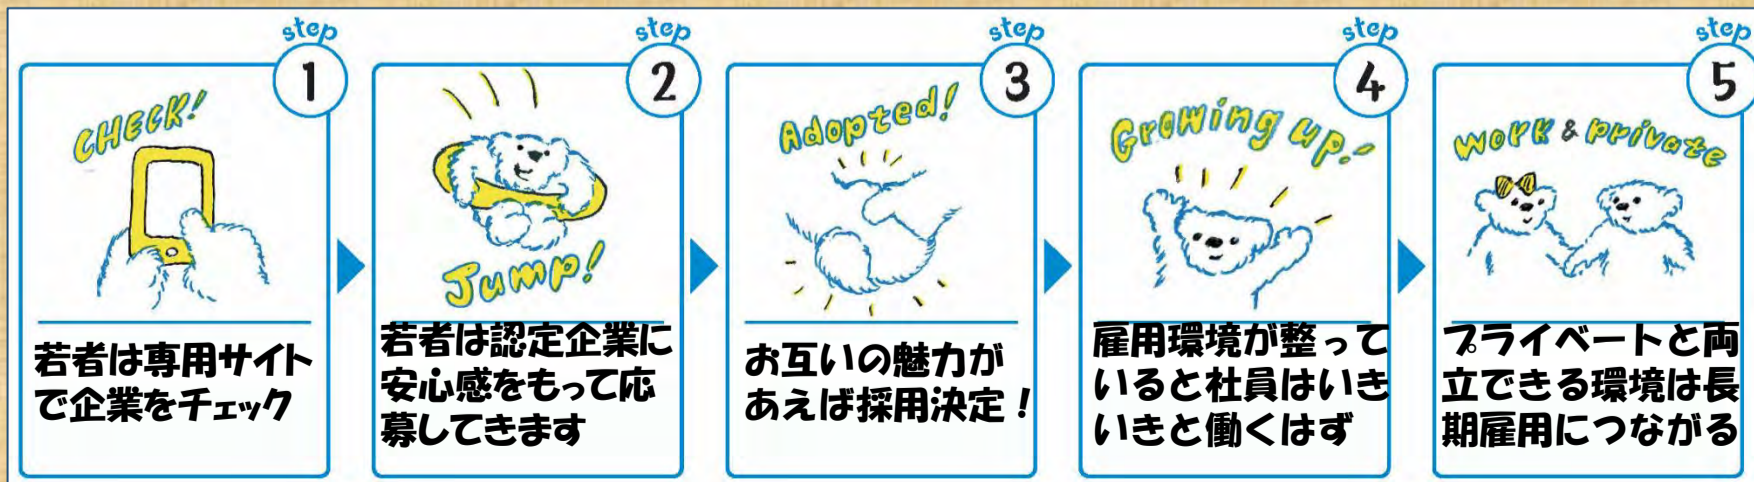 step
1
CHECK!
若者は専用サイト
で企業をチェック
step
2
Jump!
若者は認定企業に
安心感をもって応
募してきます
step
3
Adopted!
お互いの魅力が
あえば採用決定！
step
4
Growing up!
雇用環境が整って
いると社員はいき
いきと働くはず
step
5
Work & private
プライベートと両
立できる環境は長
期雇用につながる